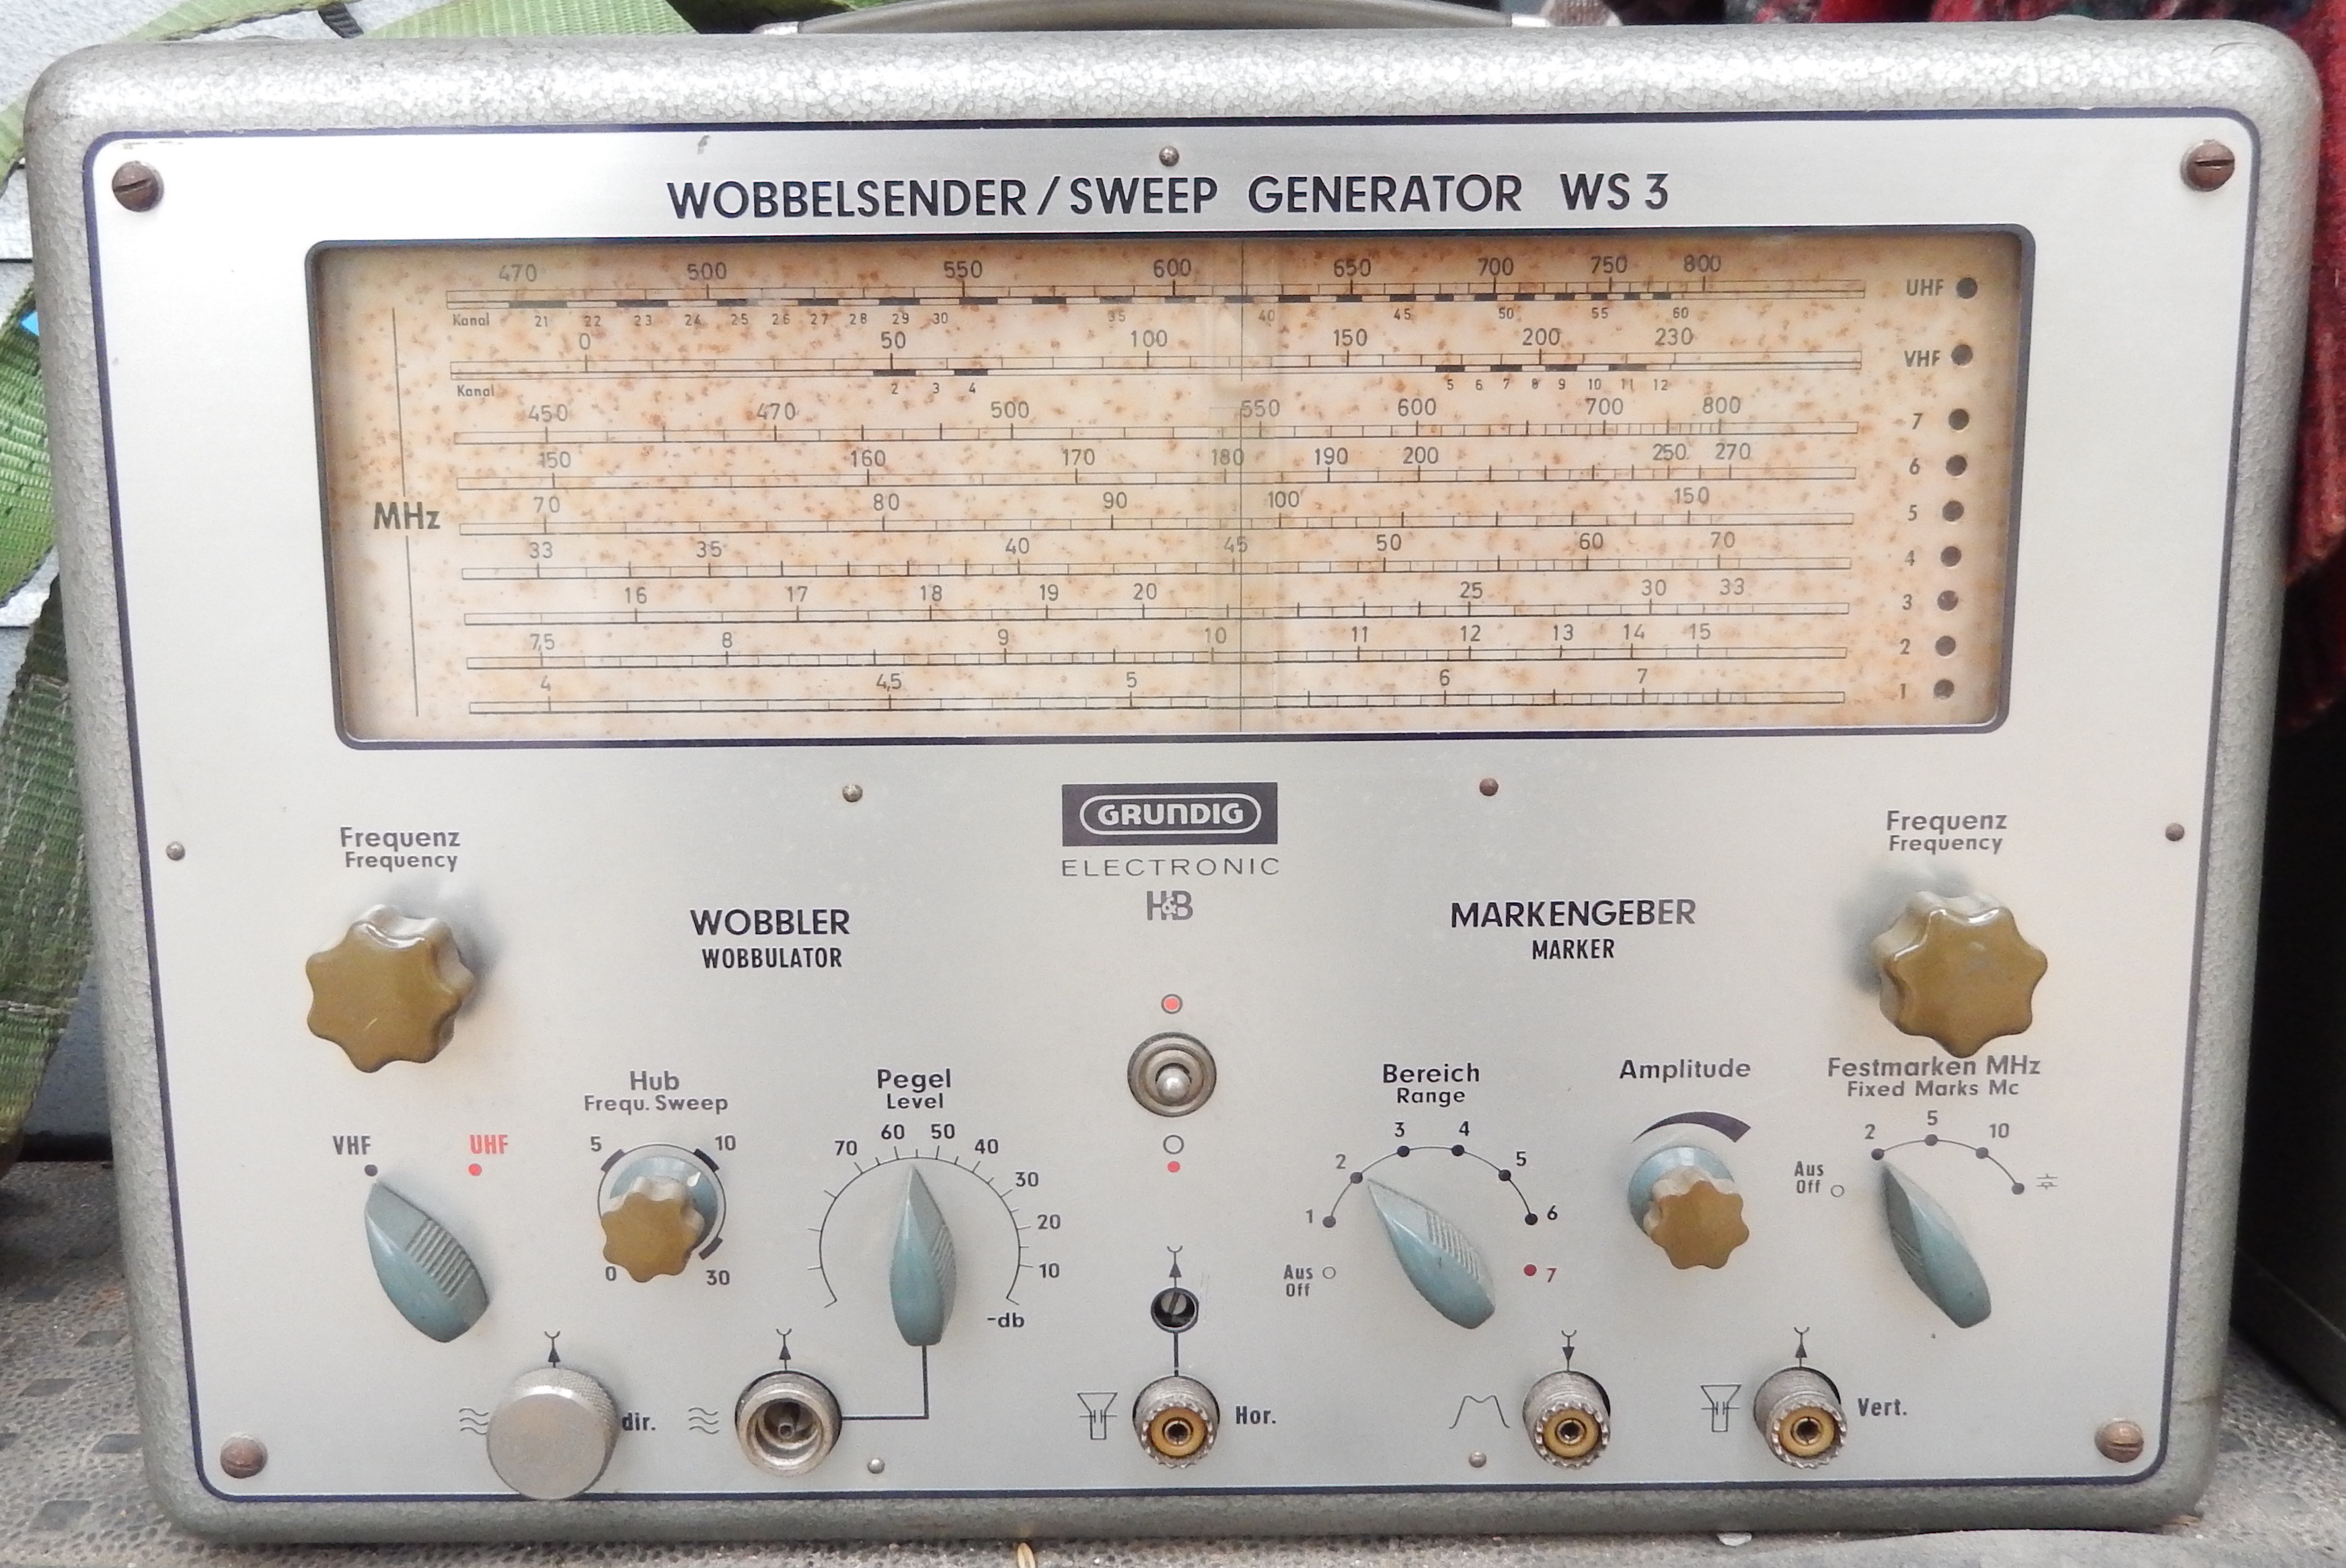 WOBBELSENDER / SWEEP GENERATOR WS 3
470 500 550 600 650 700 750 800 UHF
Kanal 21 22 23 24 25 26 27 28 29 30 35 40 45 50 55 60
0 50 100 150 200 230 VHF
Kanal 2 3 4 5 6 7 8 9 10 11 12
450 470 500 550 600 700 800 7
150 160 170 180 190 200 250 270 6
MHz
70 80 90 100 150 5
33 35 40 45 50 60 70 4
16 17 18 19 20 25 30 33 3
7,5 8 9 10 11 12 13 14 15 2
4 4,5 5 6 7 1
GRUNDIG
ELECTRONIC
H&B
Frequenz
Frequency
WOBBLER
WOBBULATOR
MARKENGEBER
MARKER
Frequenz
Frequency
VHF UHF
Hub
Frequ. Sweep
0 5 10 30
Pegel
Level
70 60 50 40 30 20 10
-db
Bereich
Range
Aus
Off
1 2 3 4 5 6 7
Amplitude
Festmarken MHz
Fixed Marks Mc
Aus
Off
2 5 10
dir.
Hor.
Vert.